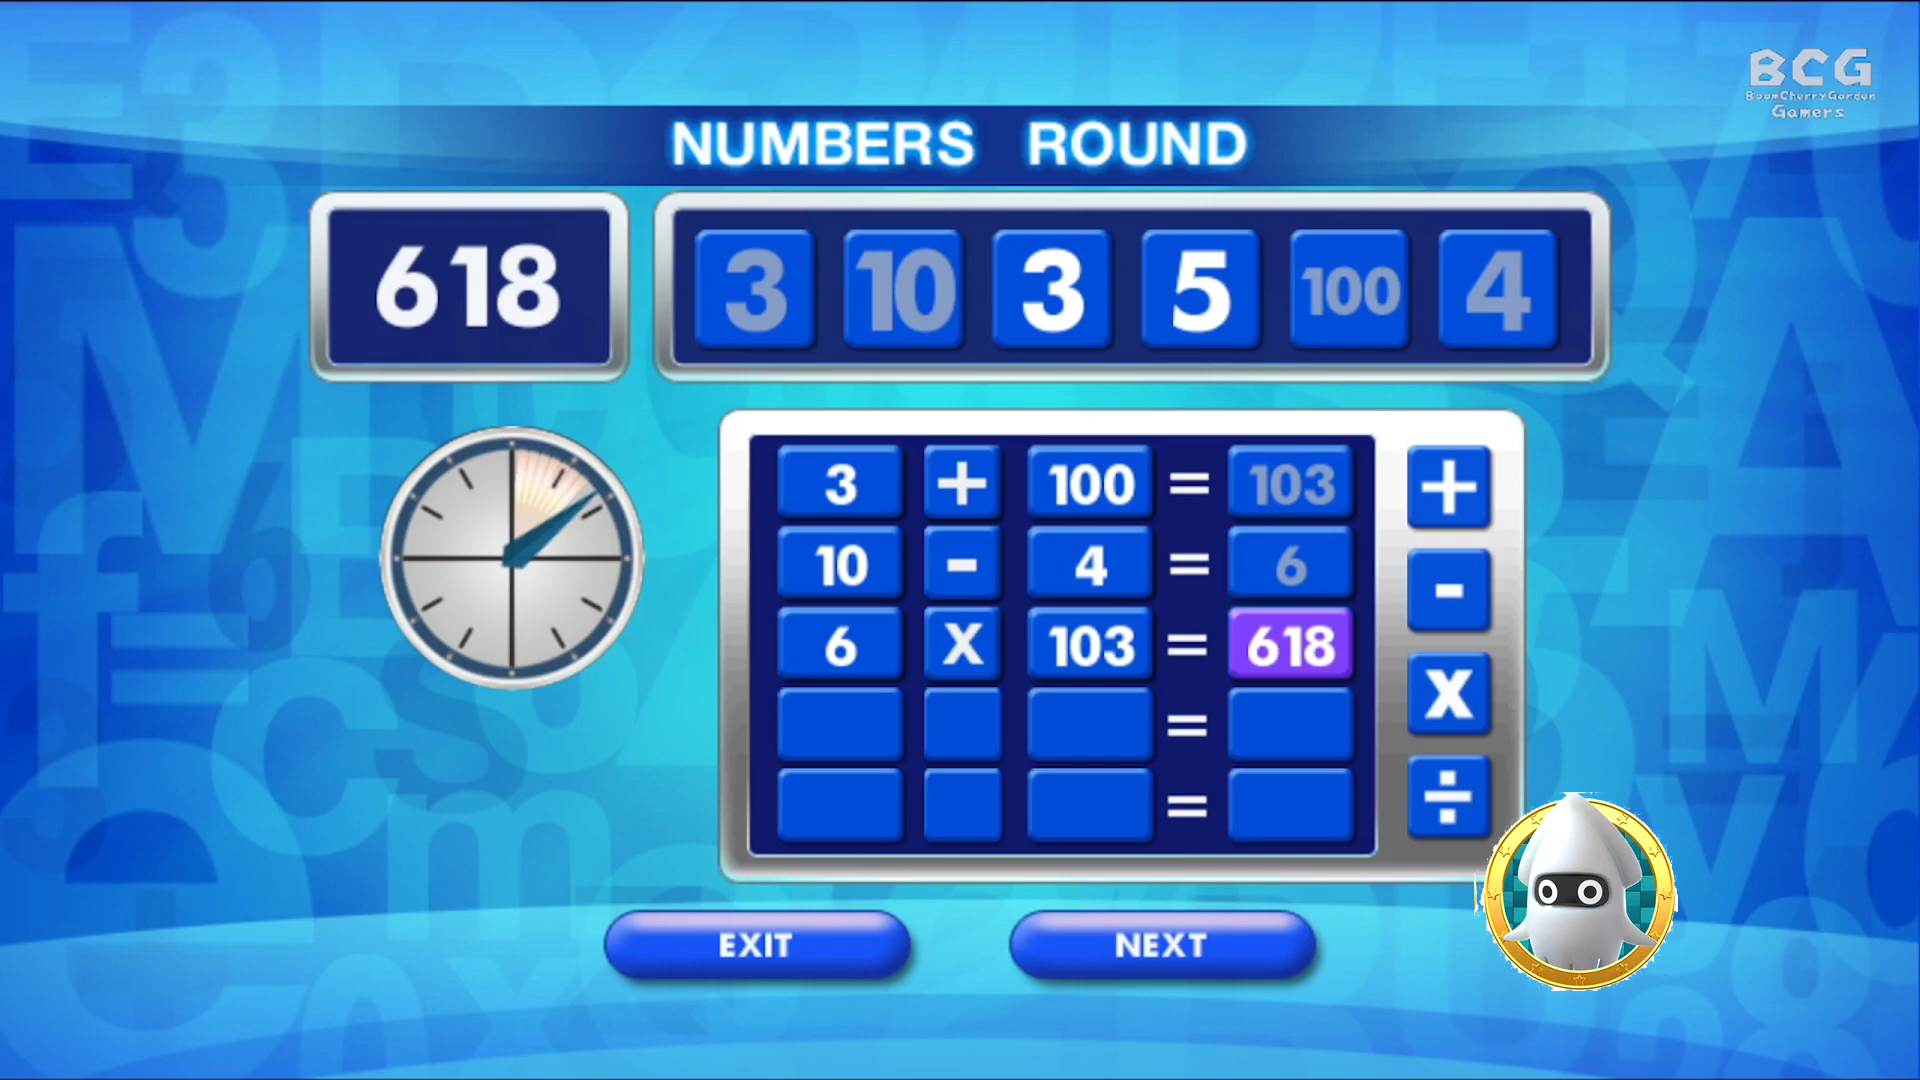 BCG
BoomCherryGarden
Gamers
NUMBERS ROUND
618
3 10 3 5 100 4
3 + 100 = 103 +
10 - 4 = 6 -
6 X 103 = 618 X
= ÷
=
EXIT NEXT